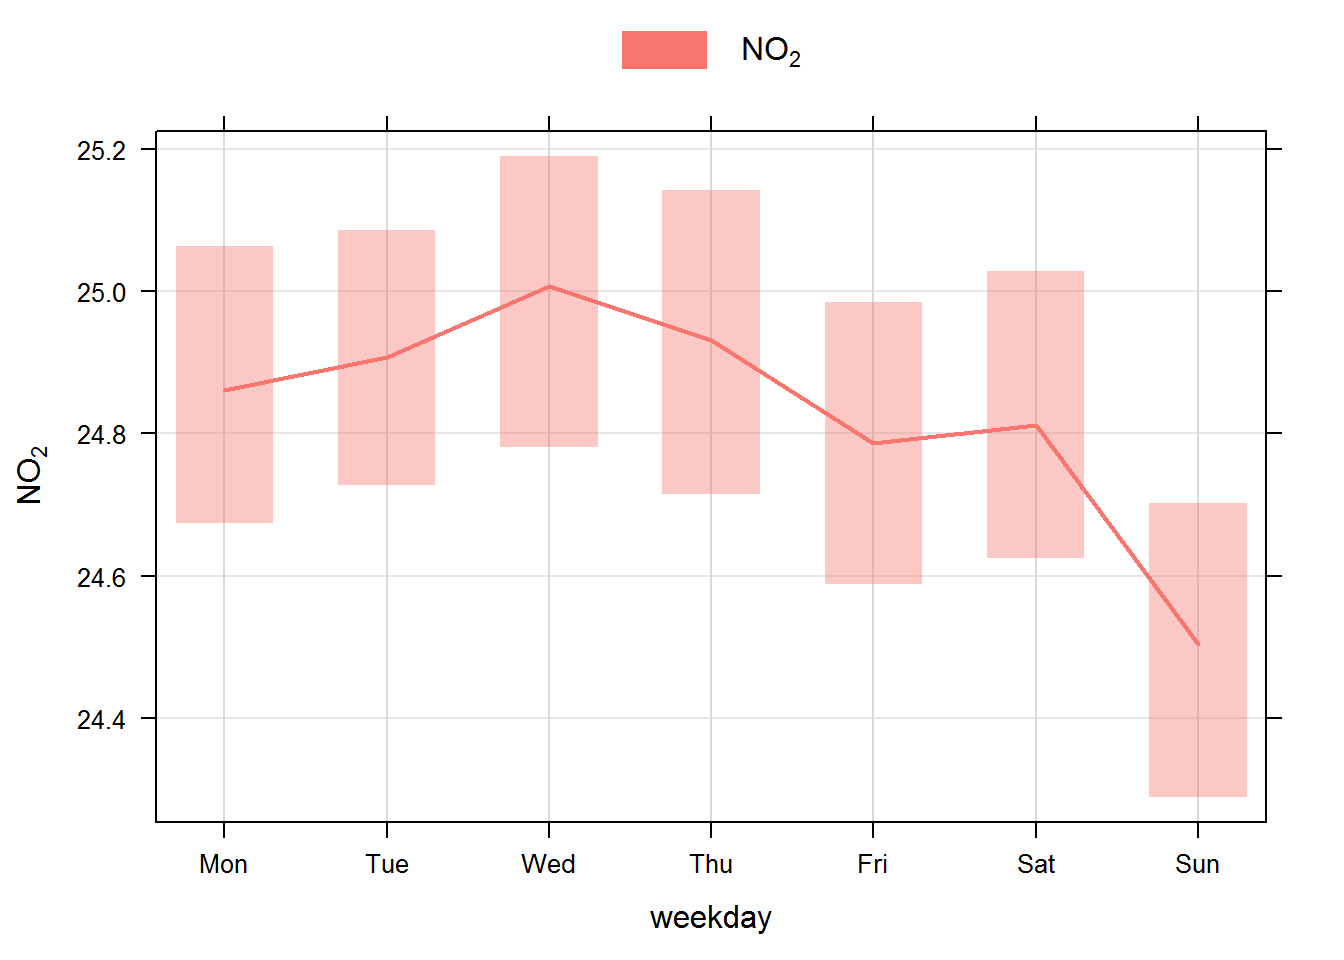 NO₂
25.2
25.0
24.8
24.6
24.4
NO₂
Mon Tue Wed Thu Fri Sat Sun
weekday